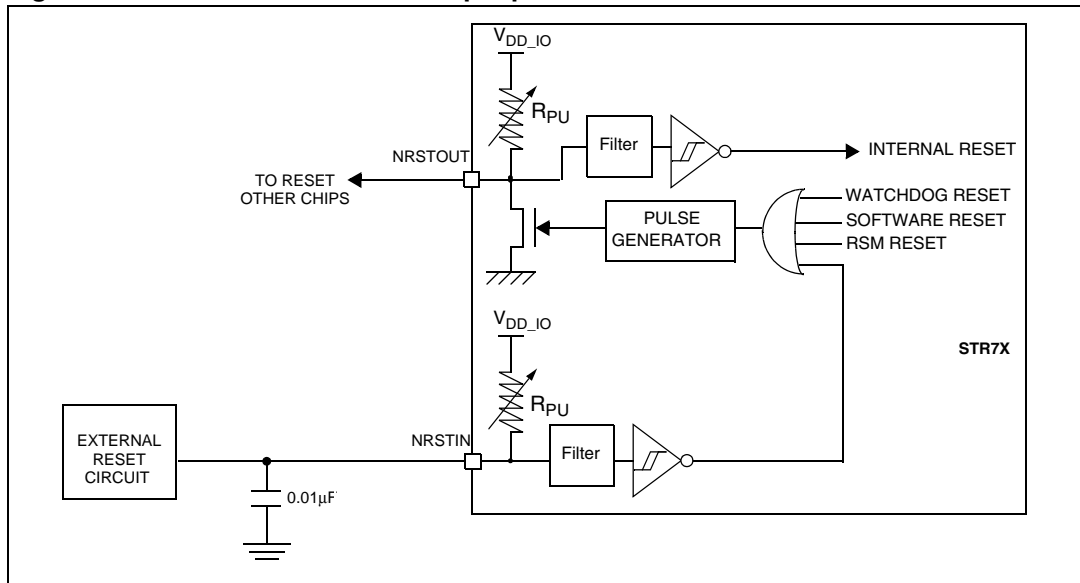 V_DD_IO
R_PU
Filter
INTERNAL RESET
NRSTOUT
TO RESET
OTHER CHIPS
WATCHDOG RESET
SOFTWARE RESET
RSM RESET
PULSE
GENERATOR
V_DD_IO
STR7X
R_PU
EXTERNAL
RESET
CIRCUIT
NRSTIN
Filter
0.01µF